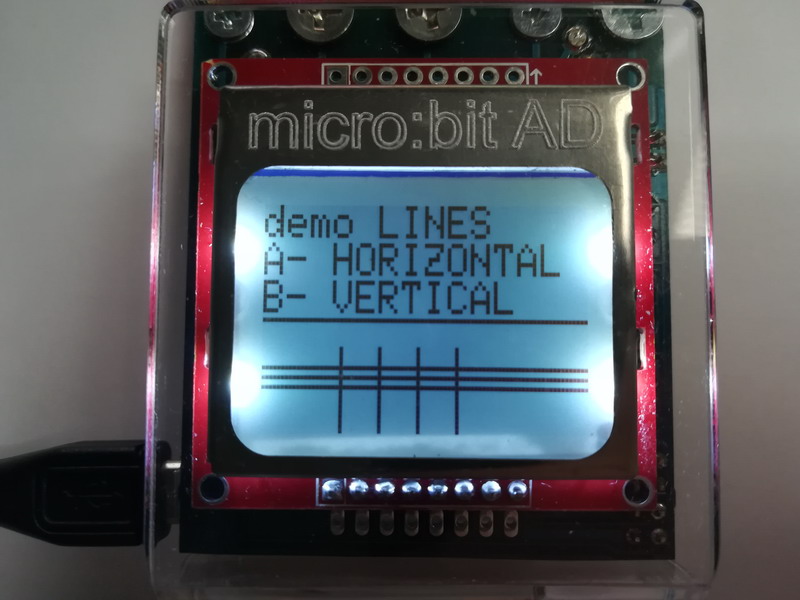 micro:bit AD
demo LINES
A- HORIZONTAL
B- VERTICAL